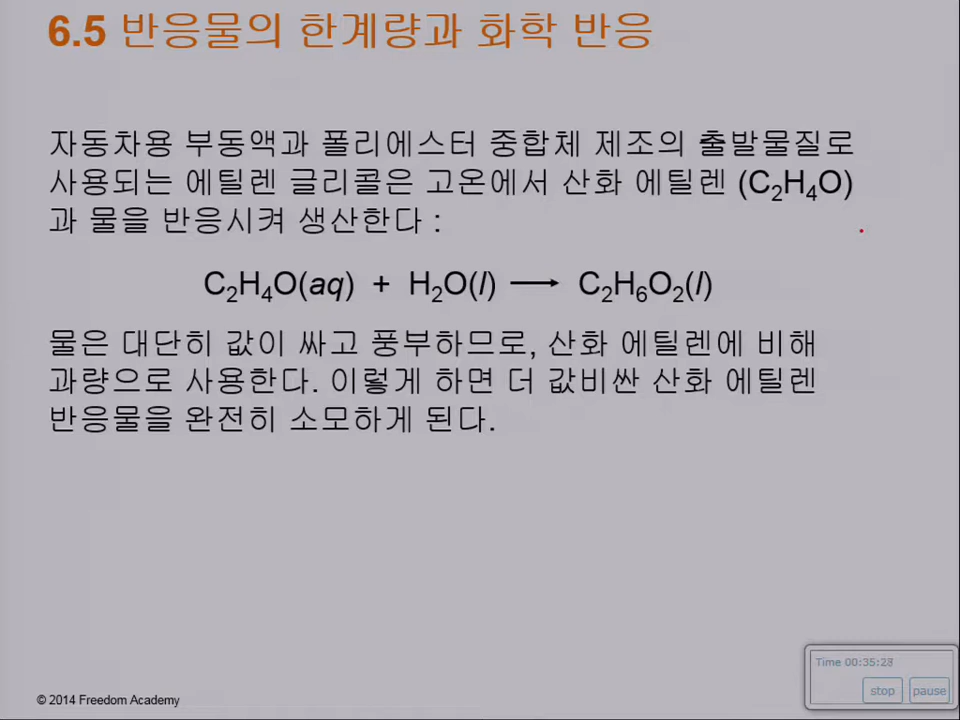 6.5 반응물의 한계량과 화학 반응
자동차용 부동액과 폴리에스터 중합체 제조의 출발물질로
사용되는 에틸렌 글리콜은 고온에서 산화 에틸렌 (C₂H₄O)
과 물을 반응시켜 생산한다 :
C₂H₄O(aq) + H₂O(l) ⟶ C₂H₆O₂(l)
물은 대단히 값이 싸고 풍부하므로, 산화 에틸렌에 비해
과량으로 사용한다. 이렇게 하면 더 값비싼 산화 에틸렌
반응물을 완전히 소모하게 된다.
Time 00:35:28
stop pause
© 2014 Freedom Academy